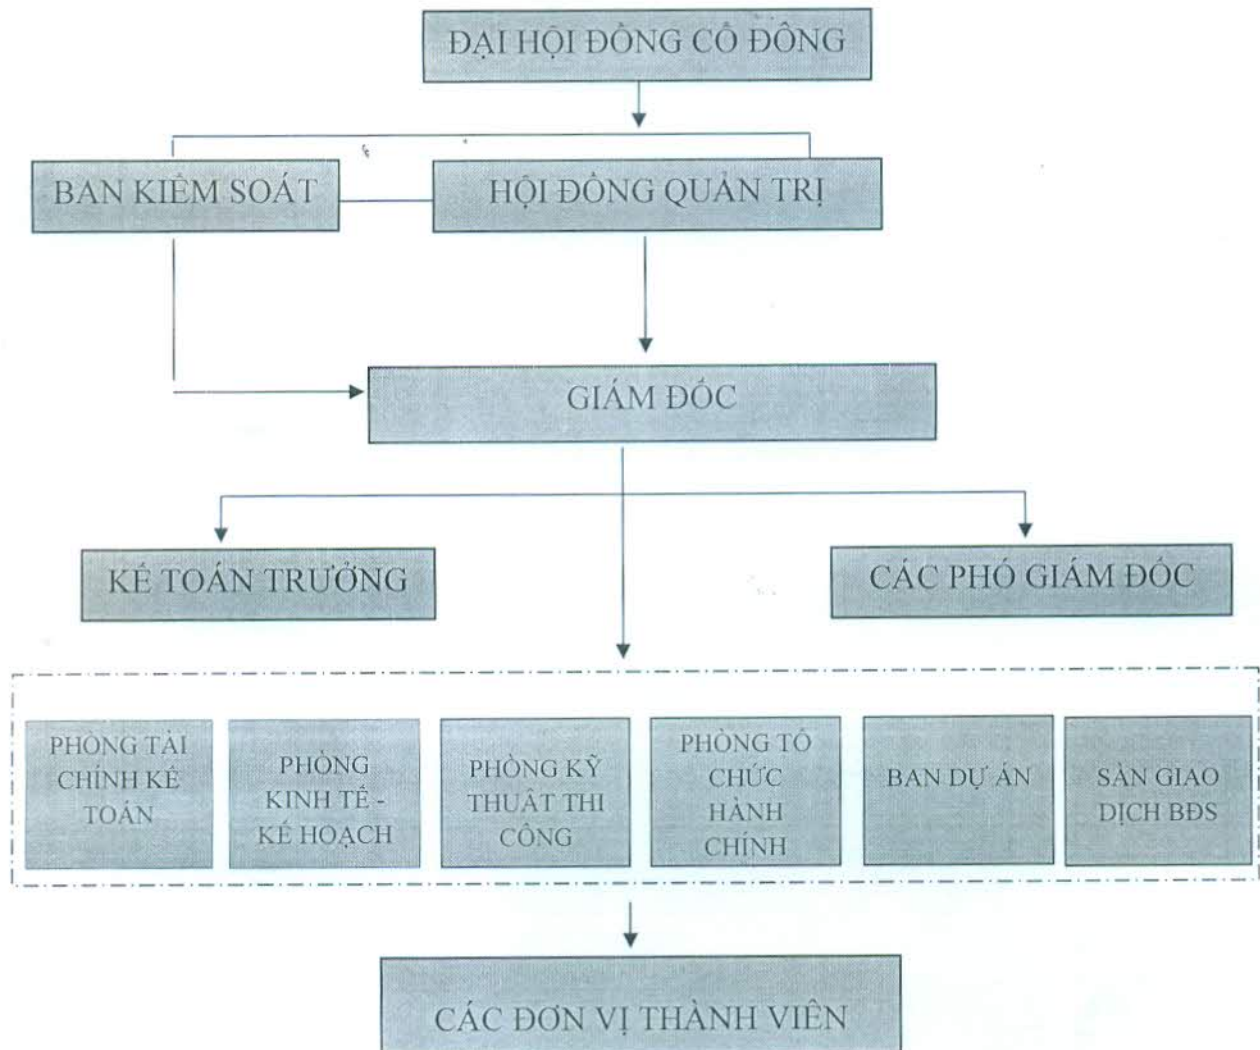 ĐẠI HỘI ĐỒNG CỔ ĐÔNG
BAN KIỂM SOÁT
HỘI ĐỒNG QUẢN TRỊ
GIÁM ĐỐC
KẾ TOÁN TRƯỞNG
CÁC PHÓ GIÁM ĐỐC
PHÒNG TÀI
CHÍNH KẾ
TOÁN
PHÒNG
KINH TẾ -
KẾ HOẠCH
PHÒNG KỸ
THUẬT THI
CÔNG
PHÒNG TỔ
CHỨC
HÀNH
CHÍNH
BAN DỰ ÁN
SÀN GIAO
DỊCH BĐS
CÁC ĐƠN VỊ THÀNH VIÊN